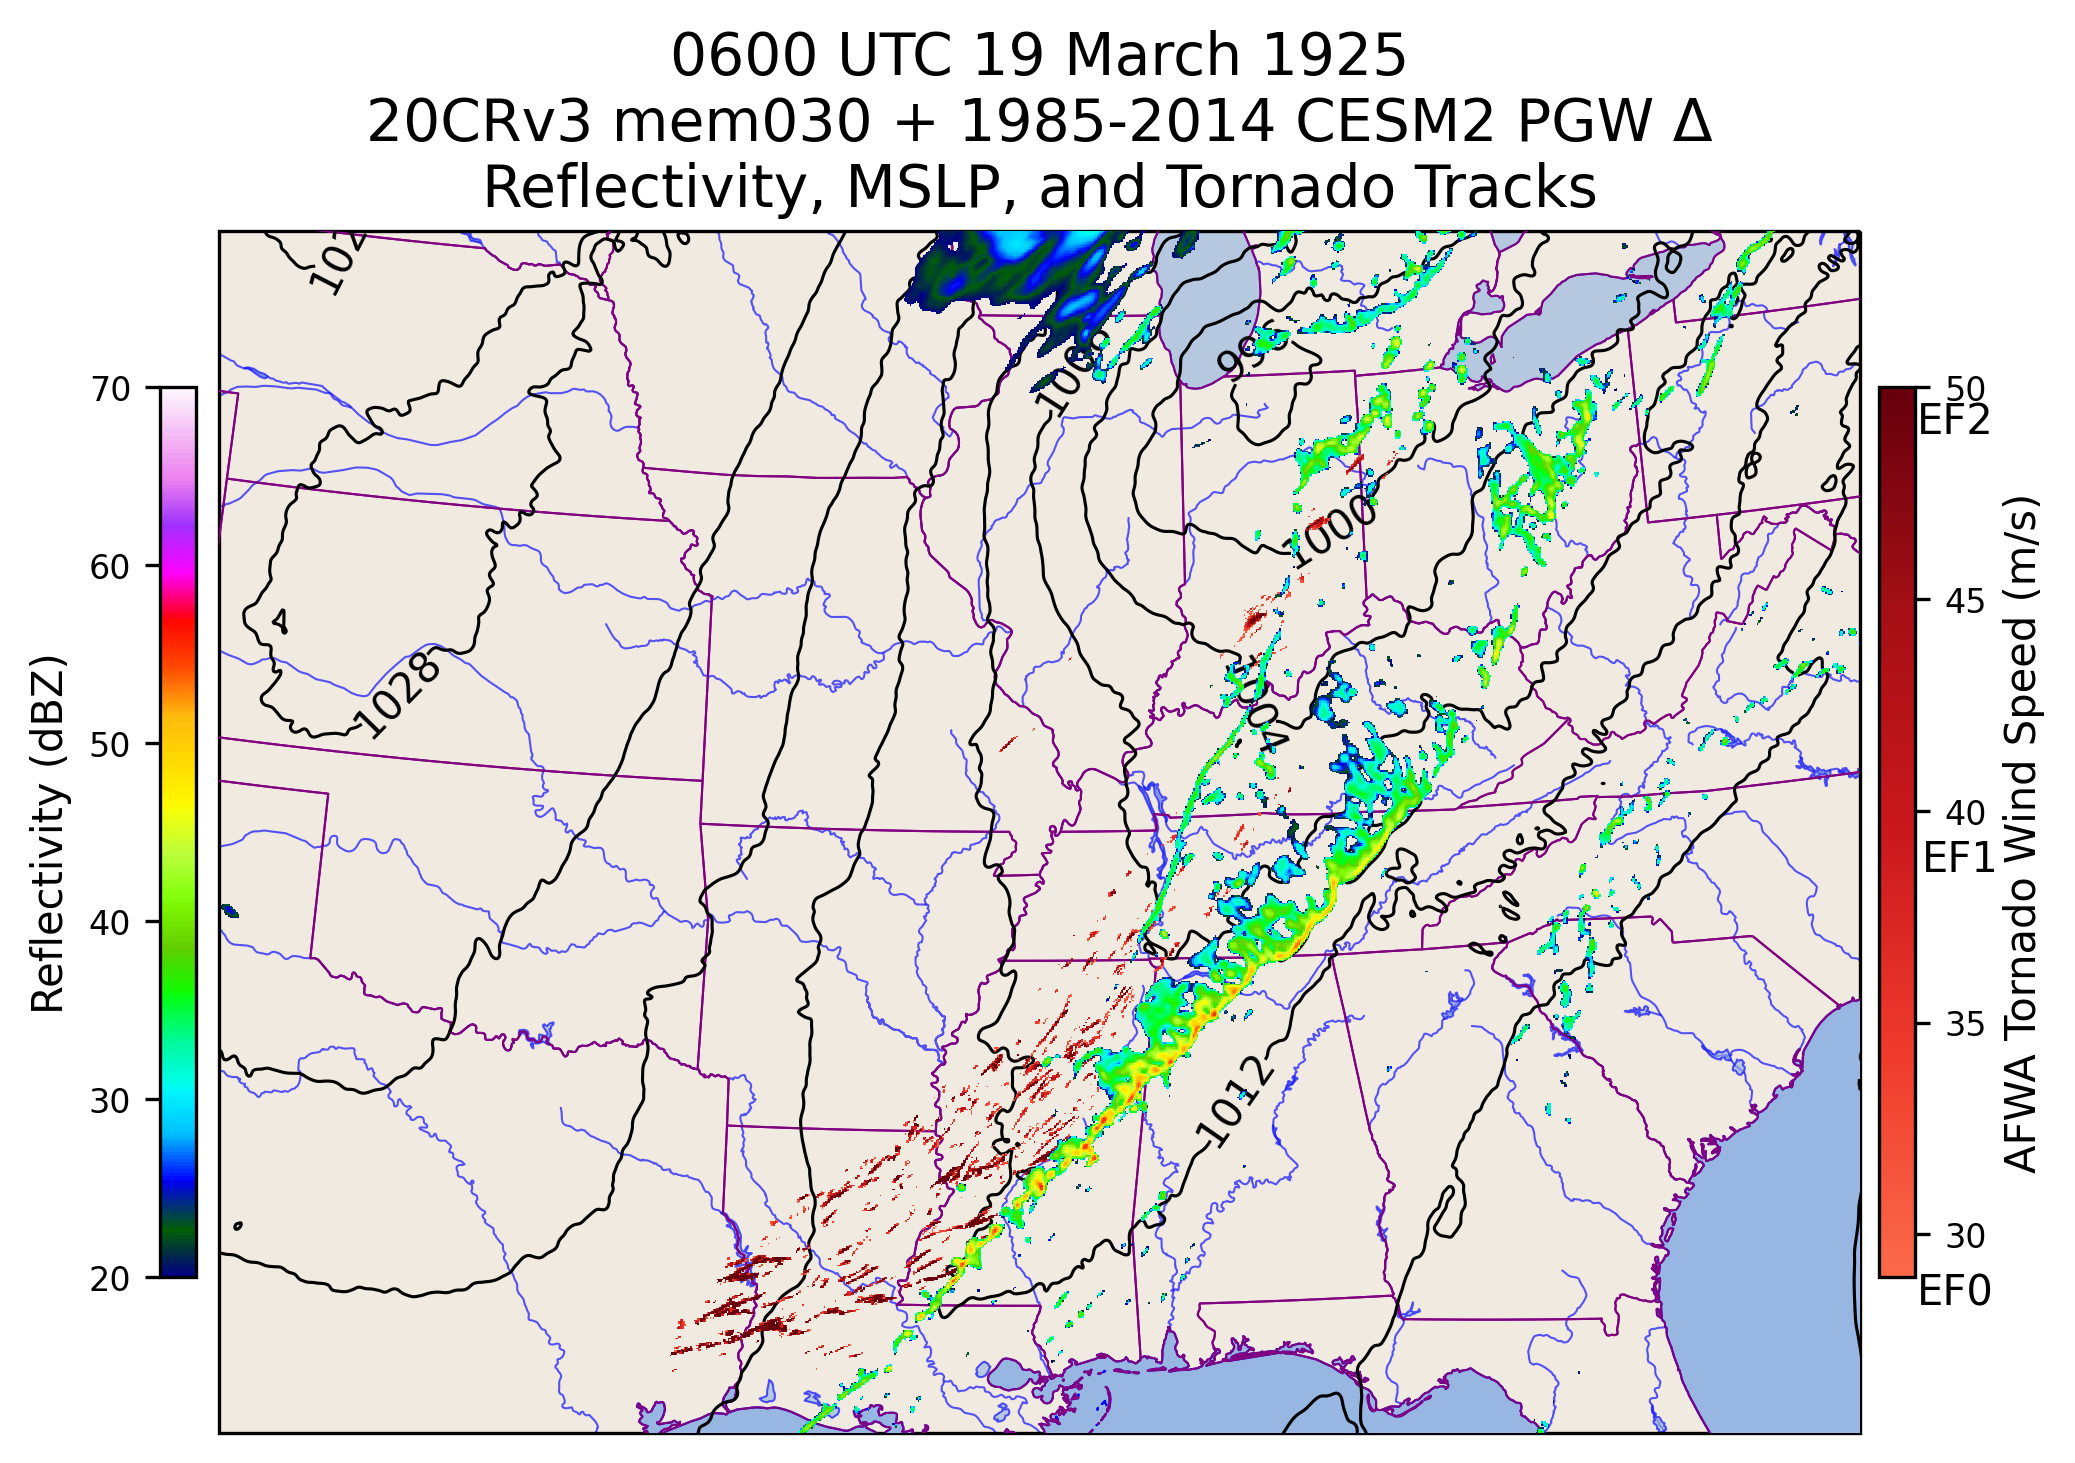 0600 UTC 19 March 1925
20CRv3 mem030 + 1985-2014 CESM2 PGW Δ
Reflectivity, MSLP, and Tornado Tracks
996
1000
1028
1004
1012
70
60
50
40
30
20
Reflectivity (dBZ)
50
EF2
45
40
EF1
35
30
EF0
AFWA Tornado Wind Speed (m/s)